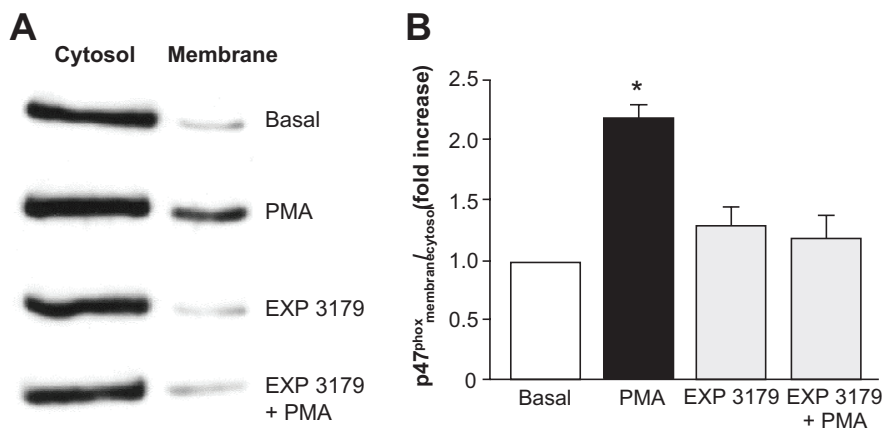 A
Cytosol Membrane
Basal
PMA
EXP 3179
EXP 3179
+ PMA
B
p47phox membrane/cytosol (fold increase)
2.5
2.0
1.5
1.0
0.5
0
*
Basal PMA EXP 3179 EXP 3179
+ PMA